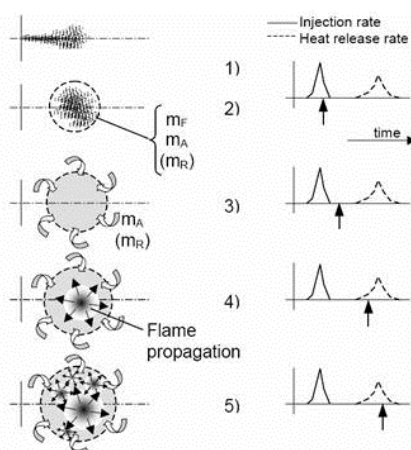 Injection rate
Heat release rate
1)
2)
m_F
m_A
(m_R)
time
3)
m_A
(m_R)
4)
Flame
propagation
5)